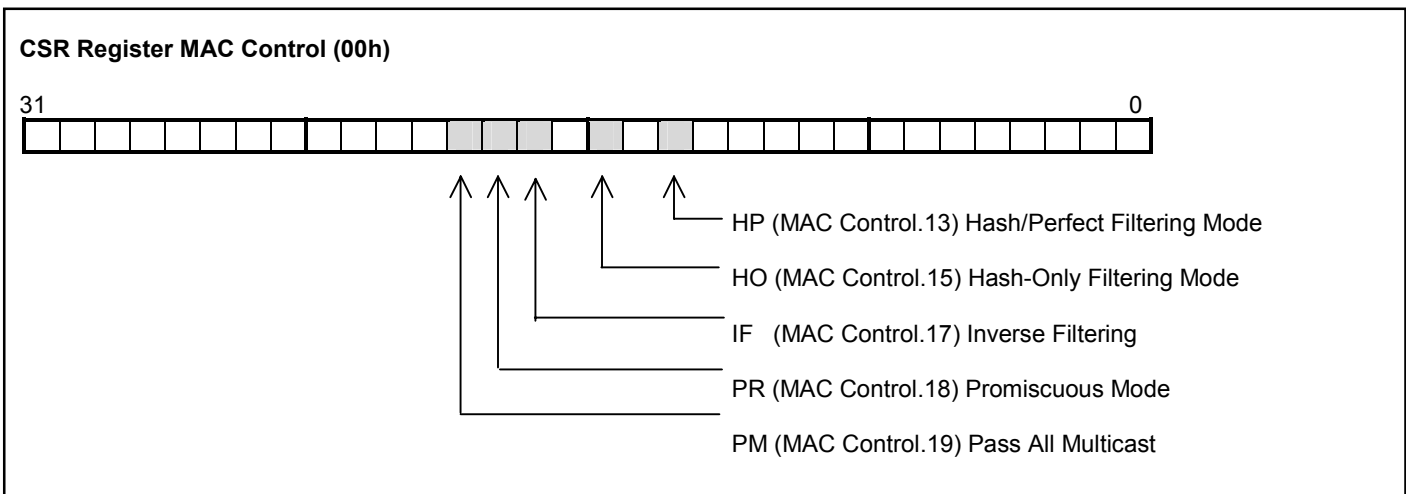 CSR Register MAC Control (00h)
31 0
HP (MAC Control.13) Hash/Perfect Filtering Mode
HO (MAC Control.15) Hash-Only Filtering Mode
IF (MAC Control.17) Inverse Filtering
PR (MAC Control.18) Promiscuous Mode
PM (MAC Control.19) Pass All Multicast